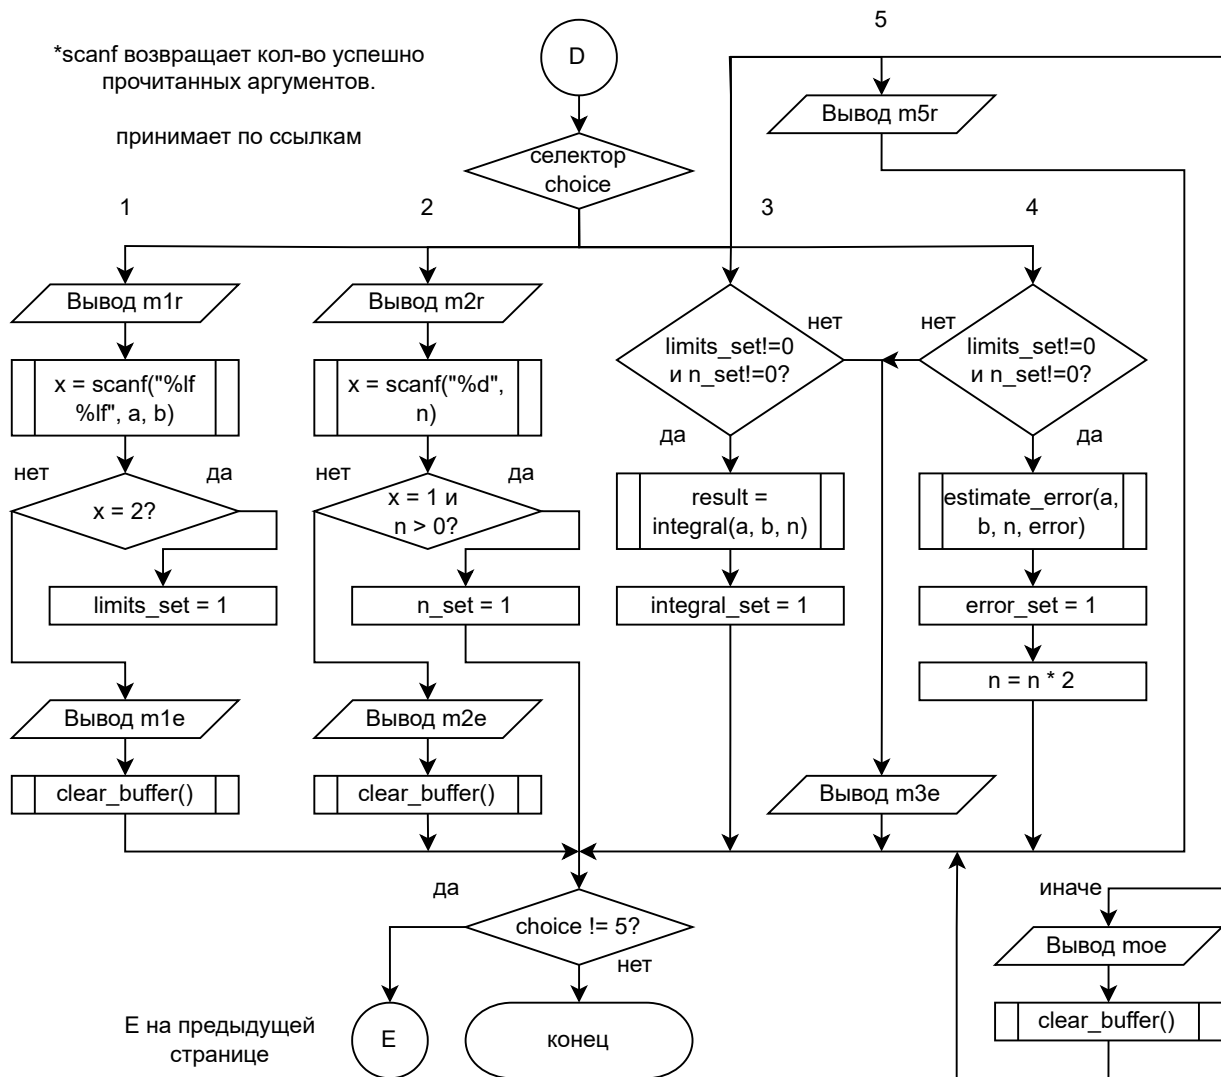 5
*scanf возвращает кол-во успешно
прочитанных аргументов.
принимает по ссылкам
D
Вывод m5r
селектор
choice
1
2
3
4
Вывод m1r
Вывод m2r
limits_set!=0
и n_set!=0?
нет
нет
limits_set!=0
и n_set!=0?
x = scanf("%lf
%lf", a, b)
x = scanf("%d",
n)
да
да
нет
да
x = 2?
нет
да
x = 1 и
n > 0?
result =
integral(a, b, n)
estimate_error(a,
b, n, error)
limits_set = 1
n_set = 1
integral_set = 1
error_set = 1
n = n * 2
Вывод m1e
Вывод m2e
clear_buffer()
clear_buffer()
Вывод m3e
да
choice != 5?
нет
иначе
Вывод moe
clear_buffer()
E на предыдущей
странице
E
конец